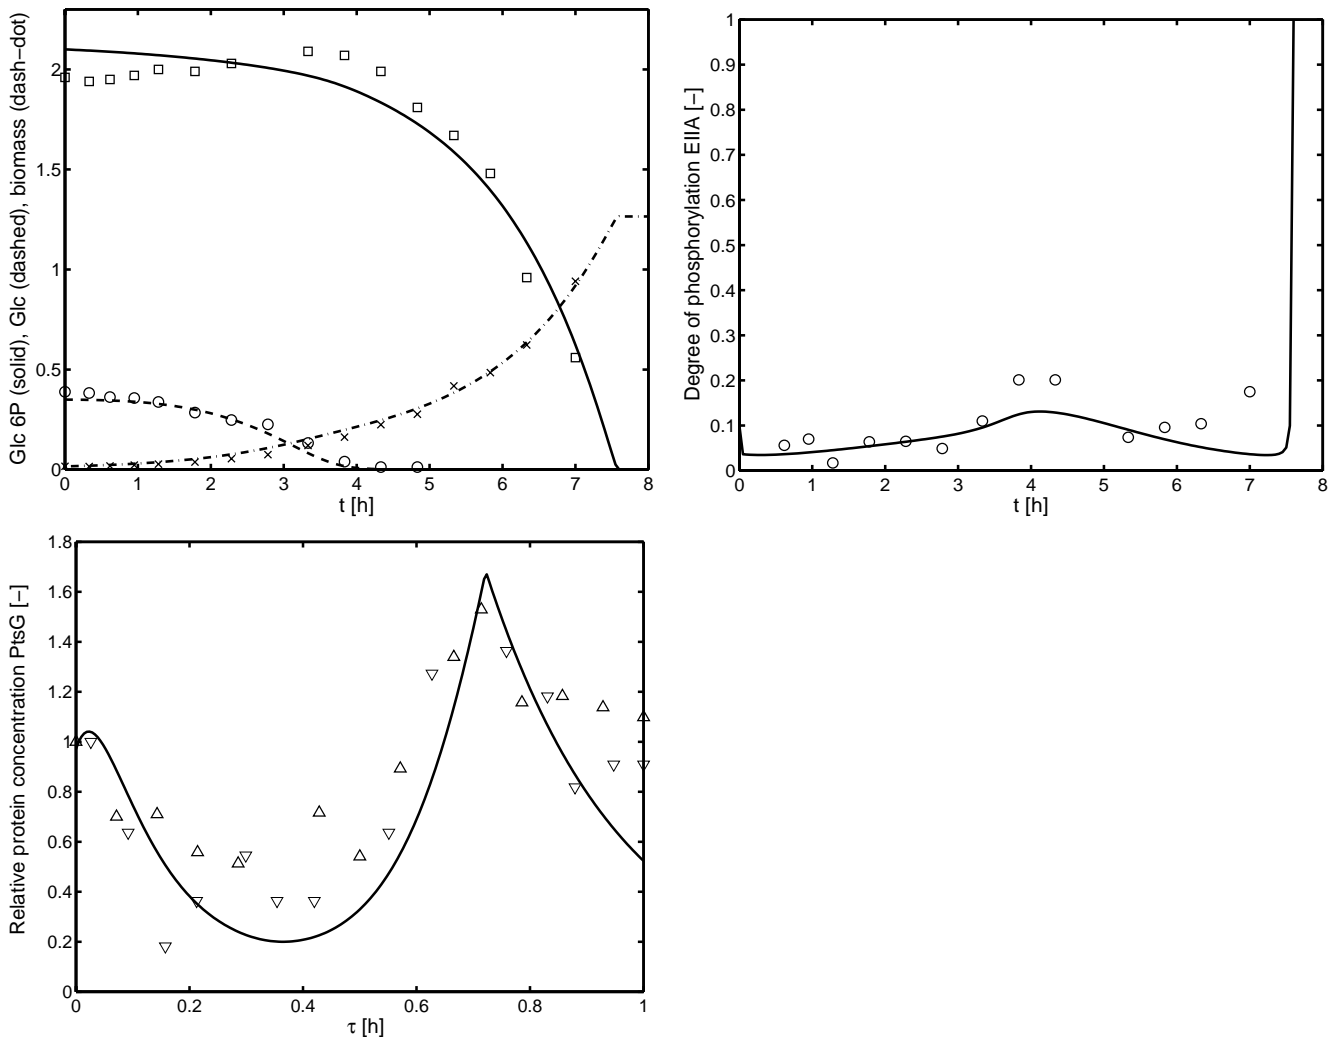 Glc 6P (solid), Glc (dashed), biomass (dash−dot)
2
1.5
1
0.5
0
0 1 2 3 4 5 6 7 8
t [h]
Degree of phosphorylation EIIA [−]
1
0.9
0.8
0.7
0.6
0.5
0.4
0.3
0.2
0.1
0
0 1 2 3 4 5 6 7 8
t [h]
Relative protein concentration PtsG [−]
1.8
1.6
1.4
1.2
1
0.8
0.6
0.4
0.2
0
0 0.2 0.4 0.6 0.8 1
τ [h]